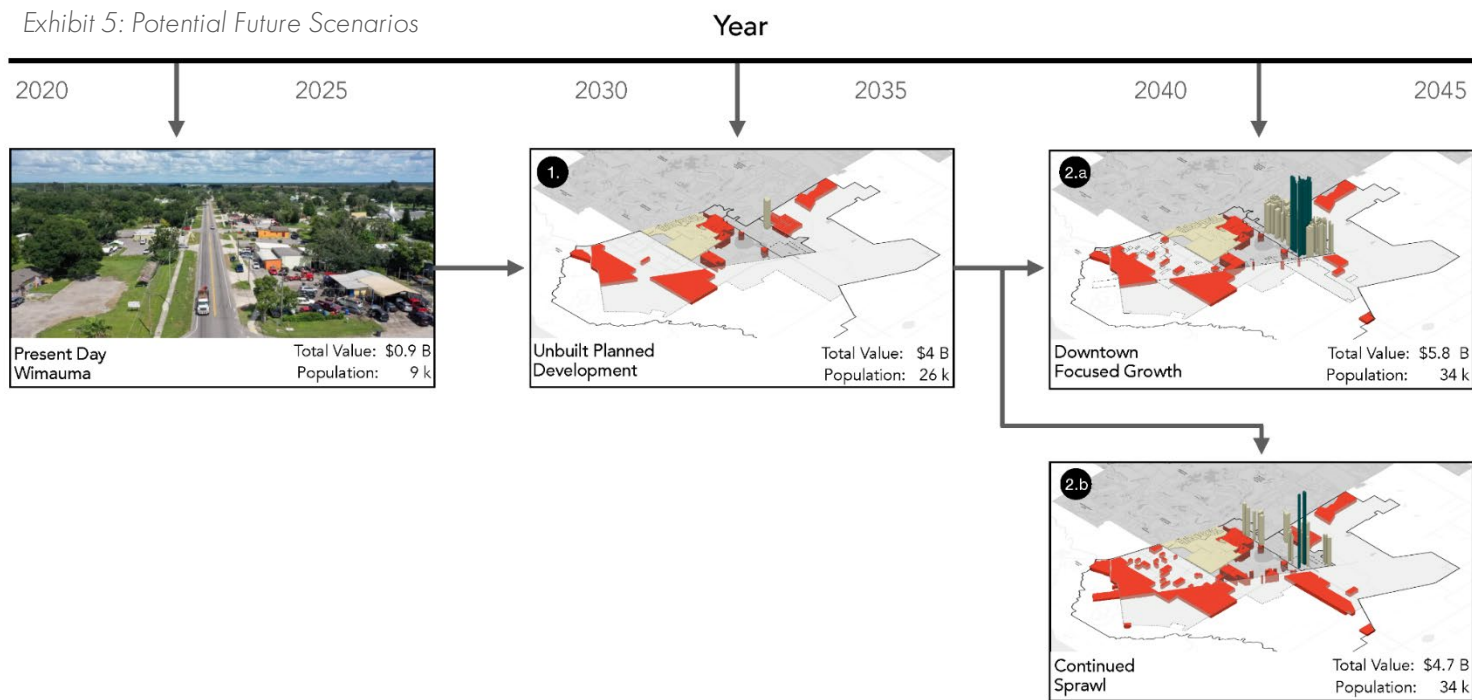 Exhibit 5: Potential Future Scenarios
Year
2020 2025 2030 2035 2040 2045
1.
2.a
Present Day
Wimauma
Total Value: $0.9 B
Population: 9 k
Unbuilt Planned
Development
Total Value: $4 B
Population: 26 k
Downtown
Focused Growth
Total Value: $5.8 B
Population: 34 k
2.b
Continued
Sprawl
Total Value: $4.7 B
Population: 34 k